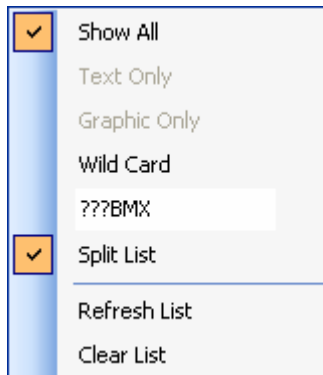 Show All
Text Only
Graphic Only
Wild Card
???BMX
Split List
Refresh List
Clear List